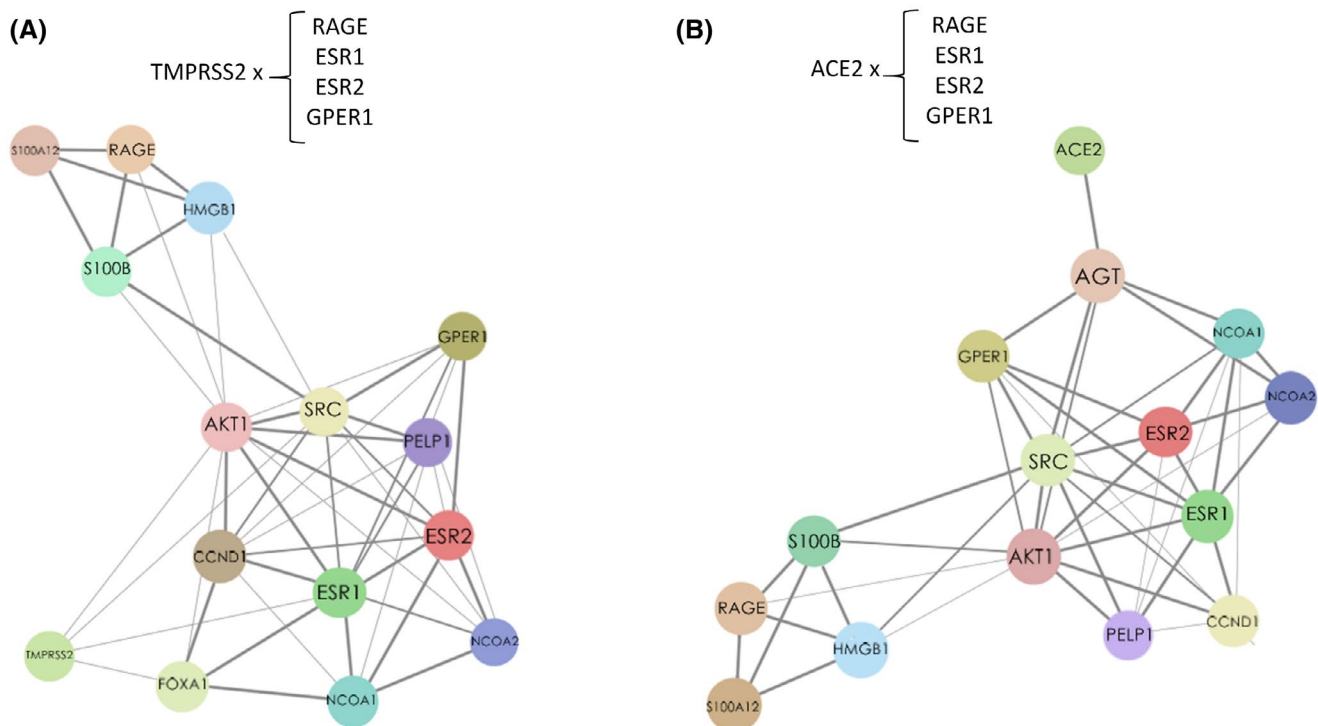 (A)
TMPRSS2 x
RAGE
ESR1
ESR2
GPER1
S100A12
RAGE
HMGB1
S100B
GPER1
SRC
AKT1
PELP1
ESR2
CCND1
ESR1
NCOA2
TMPRSS2
FOXA1
NCOA1
(B)
ACE2 x
RAGE
ESR1
ESR2
GPER1
ACE2
AGT
NCOA1
GPER1
NCOA2
ESR2
SRC
ESR1
S100B
AKT1
RAGE
CCND1
PELP1
HMGB1
S100A12